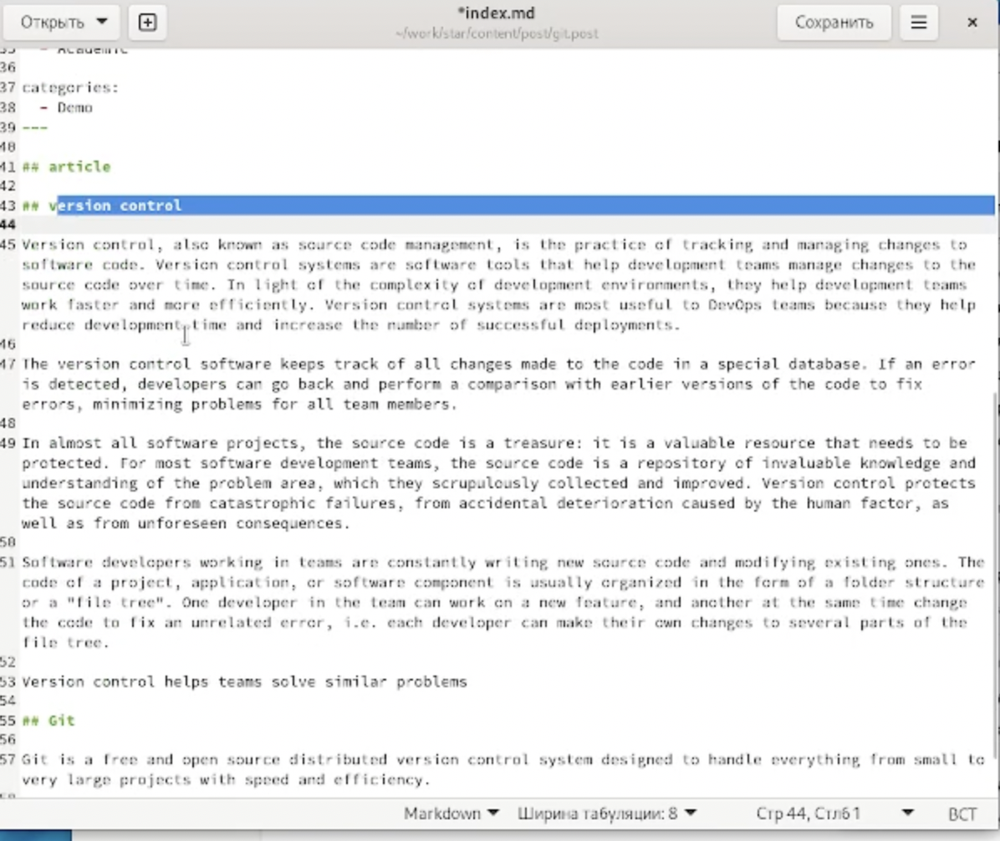 Открыть
*index.md
~/work/star/content/post/git.post
Сохранить
35 - Academic
36
37 categories:
38 - Demo
39 ---
40
41 ## article
42
43 ## version control
44
45 Version control, also known as source code management, is the practice of tracking and managing changes to
software code. Version control systems are software tools that help development teams manage changes to the
source code over time. In light of the complexity of development environments, they help development teams
work faster and more efficiently. Version control systems are most useful to DevOps teams because they help
reduce development time and increase the number of successful deployments.
46
47 The version control software keeps track of all changes made to the code in a special database. If an error
is detected, developers can go back and perform a comparison with earlier versions of the code to fix
errors, minimizing problems for all team members.
48
49 In almost all software projects, the source code is a treasure: it is a valuable resource that needs to be
protected. For most software development teams, the source code is a repository of invaluable knowledge and
understanding of the problem area, which they scrupulously collected and improved. Version control protects
the source code from catastrophic failures, from accidental deterioration caused by the human factor, as
well as from unforeseen consequences.
50
51 Software developers working in teams are constantly writing new source code and modifying existing ones. The
code of a project, application, or software component is usually organized in the form of a folder structure
or a "file tree". One developer in the team can work on a new feature, and another at the same time change
the code to fix an unrelated error, i.e. each developer can make their own changes to several parts of the
file tree.
52
53 Version control helps teams solve similar problems
54
55 ## Git
56
57 Git is a free and open source distributed version control system designed to handle everything from small to
very large projects with speed and efficiency.
58
Markdown
Ширина табуляции: 8
Стр 44, Стлб 1
ВСТ